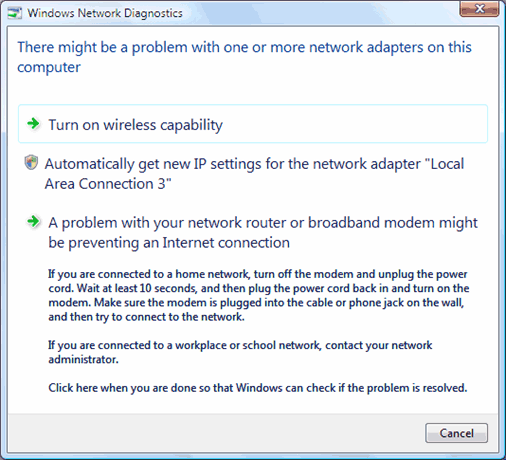 Windows Network Diagnostics
There might be a problem with one or more network adapters on this
computer
Turn on wireless capability
Automatically get new IP settings for the network adapter "Local
Area Connection 3"
A problem with your network router or broadband modem might
be preventing an Internet connection
If you are connected to a home network, turn off the modem and unplug the power
cord. Wait at least 10 seconds, and then plug the power cord back in and turn on the
modem. Make sure the modem is plugged into the cable or phone jack on the wall,
and then try to connect to the network.
If you are connected to a workplace or school network, contact your network
administrator.
Click here when you are done so that Windows can check if the problem is resolved.
Cancel